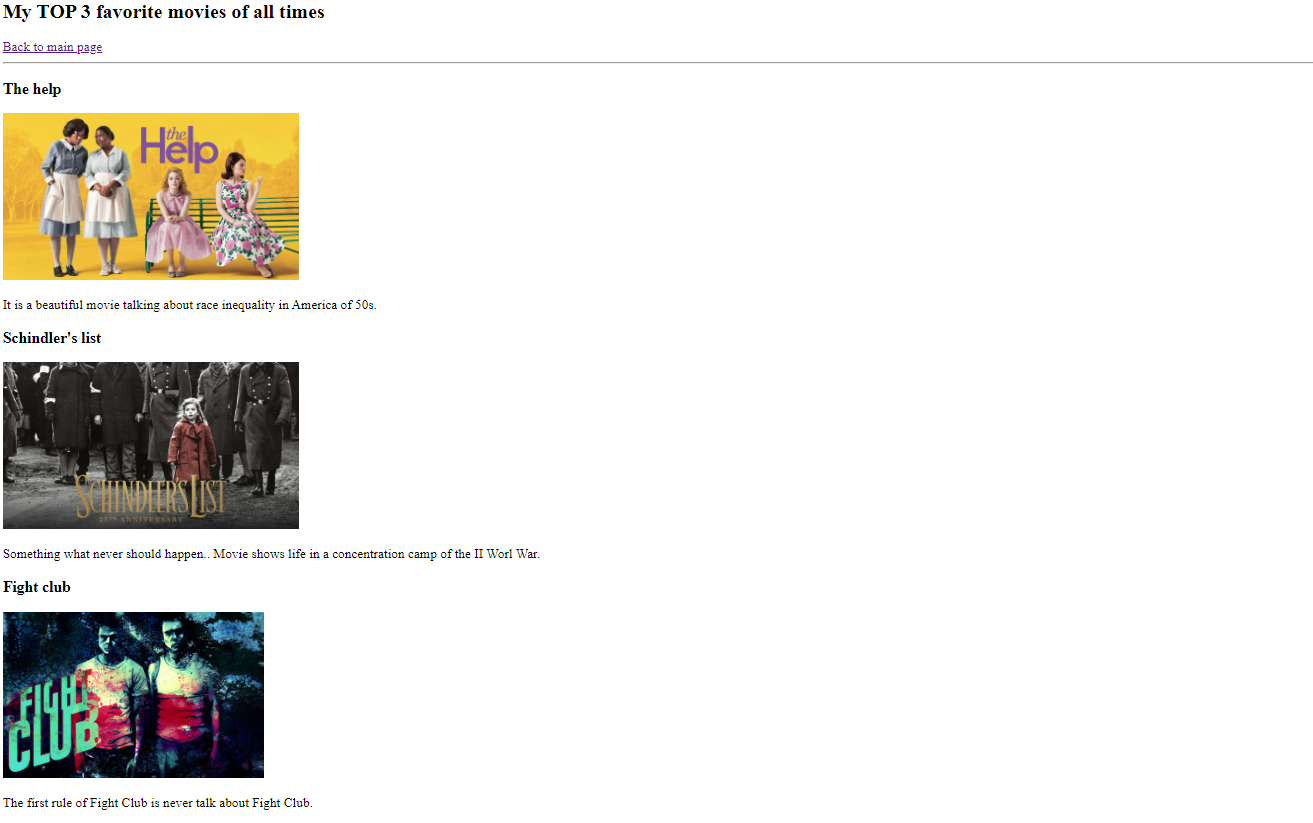 My TOP 3 favorite movies of all times
Back to main page
The help
the
Help
It is a beautiful movie talking about race inequality in America of 50s.
Schindler's list
SCHINDLER'S LIST
25TH ANNIVERSARY
Something what never should happen.. Movie shows life in a concentration camp of the II Worl War.
Fight club
FIGHT
CLUB
The first rule of Fight Club is never talk about Fight Club.